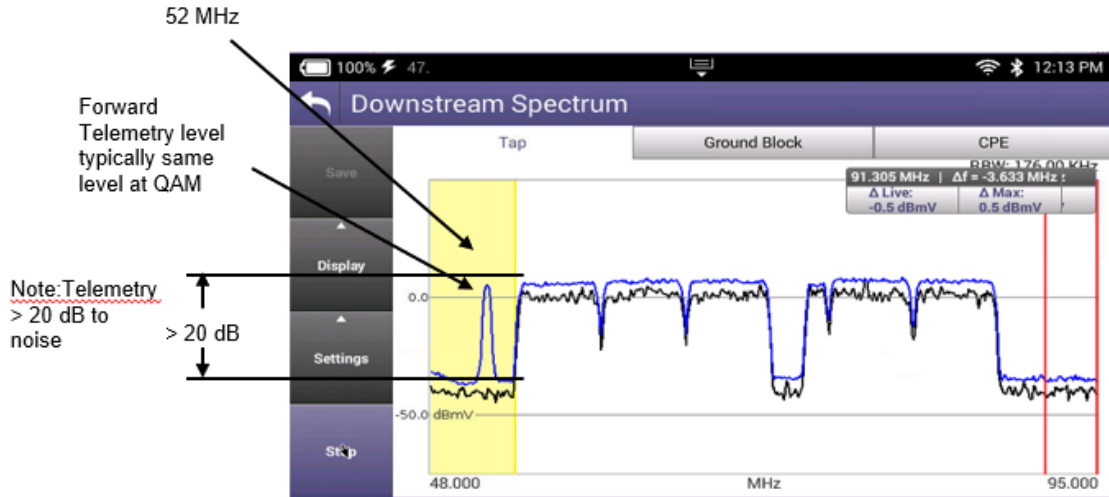 52 MHz
100% 47. 12:13 PM
Downstream Spectrum
Forward
Telemetry level
typically same
level at QAM
Save
Tap Ground Block CPE
RBW: 176.00 KHz
91.305 MHz | Δf = -3.633 MHz
Δ Live: Δ Max:
-0.5 dBmV 0.5 dBmV
Display
0.0
Note:Telemetry
> 20 dB to
noise
> 20 dB
Settings
-50.0 dBmV
Stop
48.000 MHz 95.000